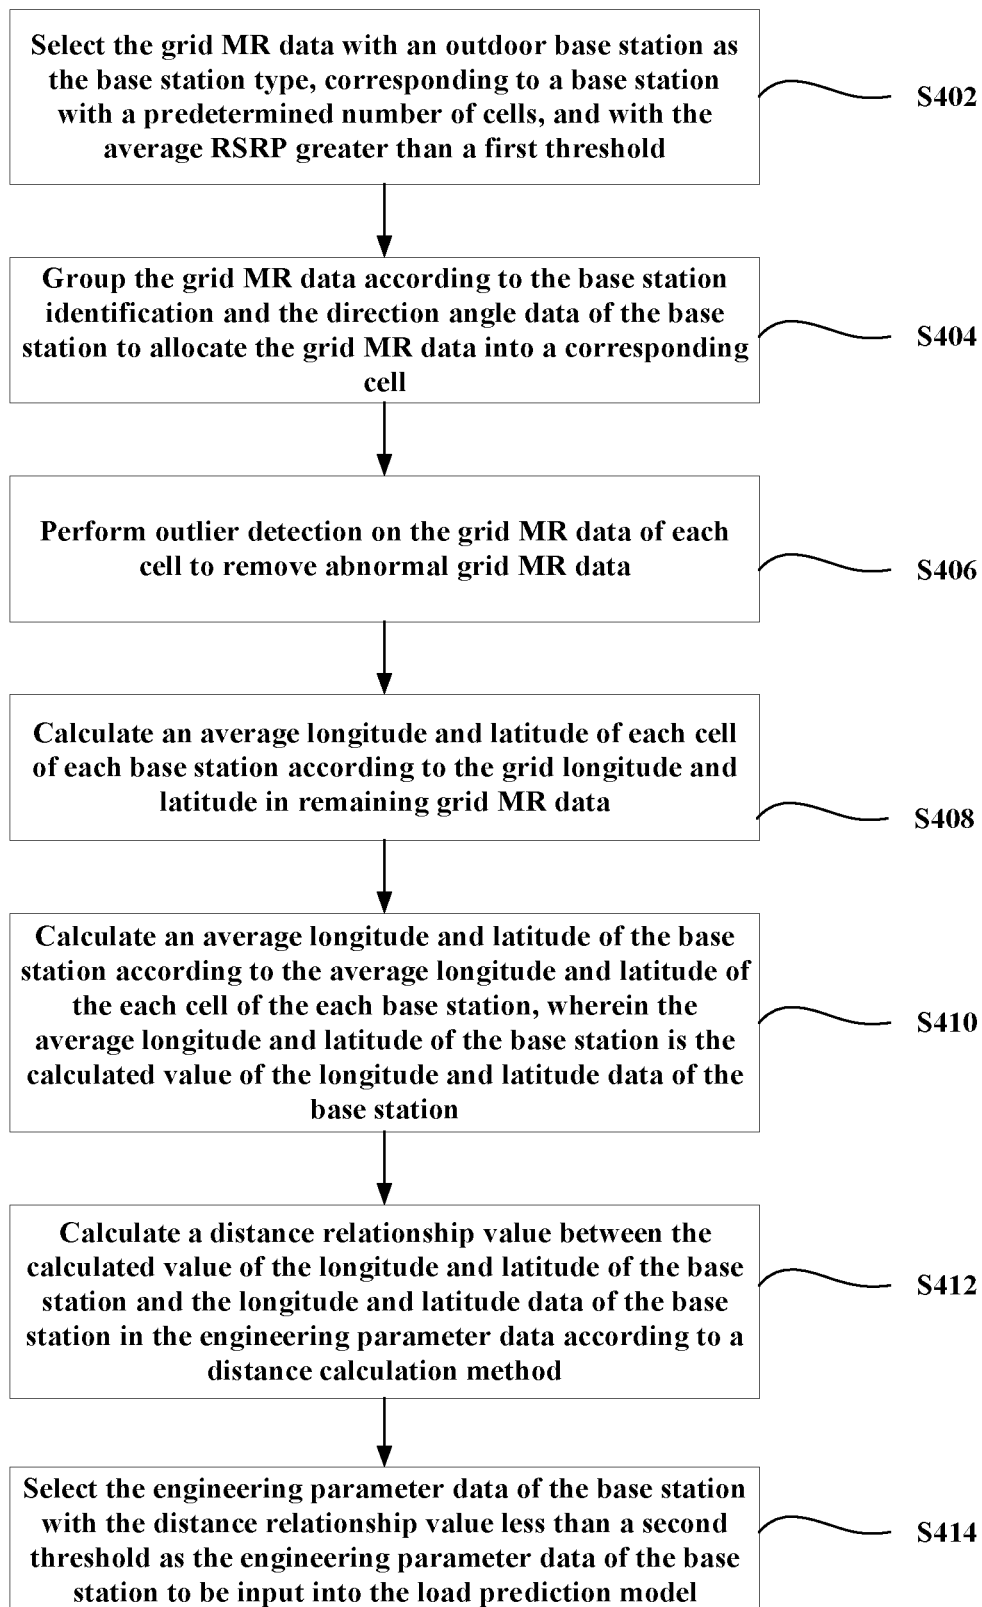 Select the grid MR data with an outdoor base station as
the base station type, corresponding to a base station
with a predetermined number of cells, and with the
average RSRP greater than a first threshold
S402
Group the grid MR data according to the base station
identification and the direction angle data of the base
station to allocate the grid MR data into a corresponding
cell
S404
Perform outlier detection on the grid MR data of each
cell to remove abnormal grid MR data
S406
Calculate an average longitude and latitude of each cell
of each base station according to the grid longitude and
latitude in remaining grid MR data
S408
Calculate an average longitude and latitude of the base
station according to the average longitude and latitude of
the each cell of the each base station, wherein the
average longitude and latitude of the base station is the
calculated value of the longitude and latitude data of the
base station
S410
Calculate a distance relationship value between the
calculated value of the longitude and latitude of the base
station and the longitude and latitude data of the base
station in the engineering parameter data according to a
distance calculation method
S412
Select the engineering parameter data of the base station
with the distance relationship value less than a second
threshold as the engineering parameter data of the base
station to be input into the load prediction model
S414